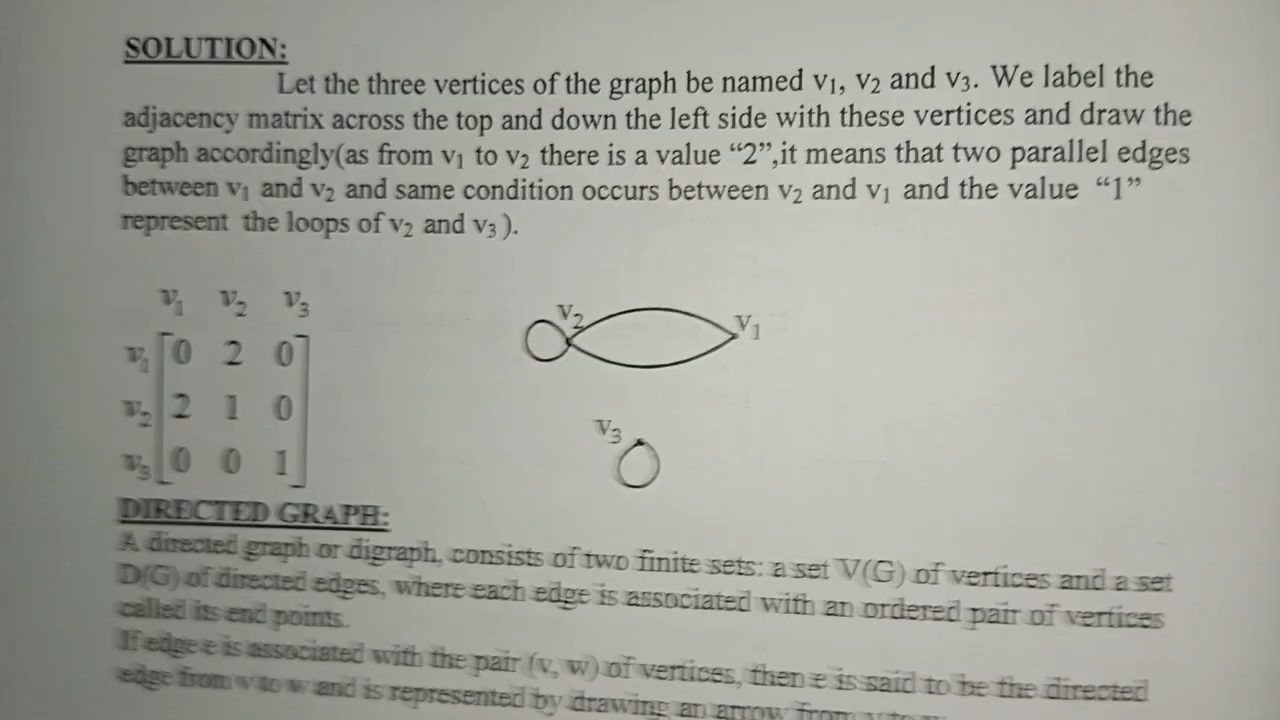 SOLUTION:
Let the three vertices of the graph be named v₁, v₂ and v₃. We label the
adjacency matrix across the top and down the left side with these vertices and draw the
graph accordingly(as from v₁ to v₂ there is a value “2”,it means that two parallel edges
between v₁ and v₂ and same condition occurs between v₂ and v₁ and the value “1”
represent the loops of v₂ and v₃ ).
v₁ v₂ v₃
v₁ 0 2 0
v₂ 2 1 0
v₃ 0 0 1
v₂
v₁
v₃
DIRECTED GRAPH:
A directed graph or digraph, consists of two finite sets: a set V(G) of vertices and a set
D(G) of directed edges, where each edge is associated with an ordered pair of vertices
called its end points.
If edge e is associated with the pair (v, w) of vertices, then e is said to be the directed
edge from v to w and is represented by drawing an arrow from v to